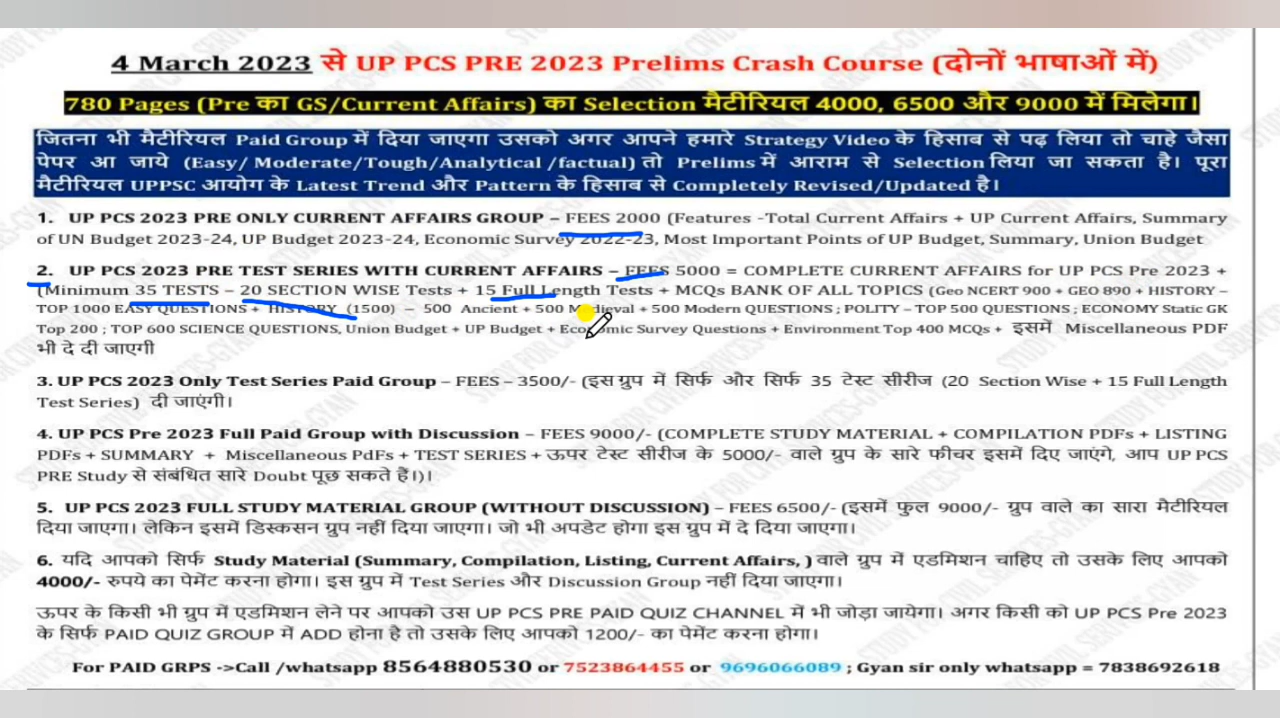 4 March 2023 से UP PCS PRE 2023 Prelims Crash Course (दोनों भाषाओं में)
780 Pages (Pre का GS/Current Affairs) का Selection मैटीरियल 4000, 6500 और 9000 में मिलेगा।
जितना भी मैटीरियल Paid Group में दिया जाएगा उसको अगर आपने हमारे Strategy Video के हिसाब से पढ़ लिया तो चाहे जैसा
पेपर आ जाये (Easy/ Moderate/Tough/Analytical /factual) तो Prelims में आराम से Selection लिया जा सकता है। पूरा
मैटीरियल UPPSC आयोग के Latest Trend और Pattern के हिसाब से Completely Revised/Updated है।
1. UP PCS 2023 PRE ONLY CURRENT AFFAIRS GROUP – FEES 2000 (Features -Total Current Affairs + UP Current Affairs, Summary
of UN Budget 2023-24, UP Budget 2023-24, Economic Survey 2022-23, Most Important Points of UP Budget, Summary, Union Budget
2. UP PCS 2023 PRE TEST SERIES WITH CURRENT AFFAIRS – FEES 5000 = COMPLETE CURRENT AFFAIRS for UP PCS Pre 2023 +
(Minimum 35 TESTS – 20 SECTION WISE Tests + 15 Full Length Tests + MCQs BANK OF ALL TOPICS (Geo NCERT 900 + GEO 890 + HISTORY –
TOP 1000 EASY QUESTIONS + HISTORY (1500) – 500 Ancient + 500 Medieval + 500 Modern QUESTIONS ; POLITY – TOP 500 QUESTIONS ; ECONOMY Static GK
Top 200 ; TOP 600 SCIENCE QUESTIONS, Union Budget + UP Budget + Economic Survey Questions + Environment Top 400 MCQs + इसमें Miscellaneous PDF
भी दे दी जाएगी
3. UP PCS 2023 Only Test Series Paid Group – FEES – 3500/- (इस ग्रुप में सिर्फ और सिर्फ 35 टेस्ट सीरीज (20 Section Wise + 15 Full Length
Test Series) दी जाएंगी।
4. UP PCS Pre 2023 Full Paid Group with Discussion – FEES 9000/- (COMPLETE STUDY MATERIAL + COMPILATION PDFs + LISTING
PDFs + SUMMARY + Miscellaneous PdFs + TEST SERIES + ऊपर टेस्ट सीरीज के 5000/- वाले ग्रुप के सारे फीचर इसमें दिए जाएंगे, आप UP PCS
PRE Study से संबंधित सारे Doubt पूछ सकते हैं।)।
5. UP PCS 2023 FULL STUDY MATERIAL GROUP (WITHOUT DISCUSSION) – FEES 6500/- (इसमें फुल 9000/- ग्रुप वाले का सारा मैटीरियल
दिया जाएगा। लेकिन इसमें डिस्कसन ग्रुप नहीं दिया जाएगा। जो भी अपडेट होगा इस ग्रुप में दे दिया जाएगा।
6. यदि आपको सिर्फ Study Material (Summary, Compilation, Listing, Current Affairs, ) वाले ग्रुप में एडमिशन चाहिए तो उसके लिए आपको
4000/- रुपये का पेमेंट करना होगा। इस ग्रुप में Test Series और Discussion Group नहीं दिया जाएगा।
ऊपर के किसी भी ग्रुप में एडमिशन लेने पर आपको उस UP PCS PRE PAID QUIZ CHANNEL में भी जोड़ा जायेगा। अगर किसी को UP PCS Pre 2023
के सिर्फ PAID QUIZ GROUP में ADD होना है तो उसके लिए आपको 1200/- का पेमेंट करना होगा।
For PAID GRPS ->Call /whatsapp 8564880530 or 7523864455 or 9696066089 ; Gyan sir only whatsapp = 7838692618